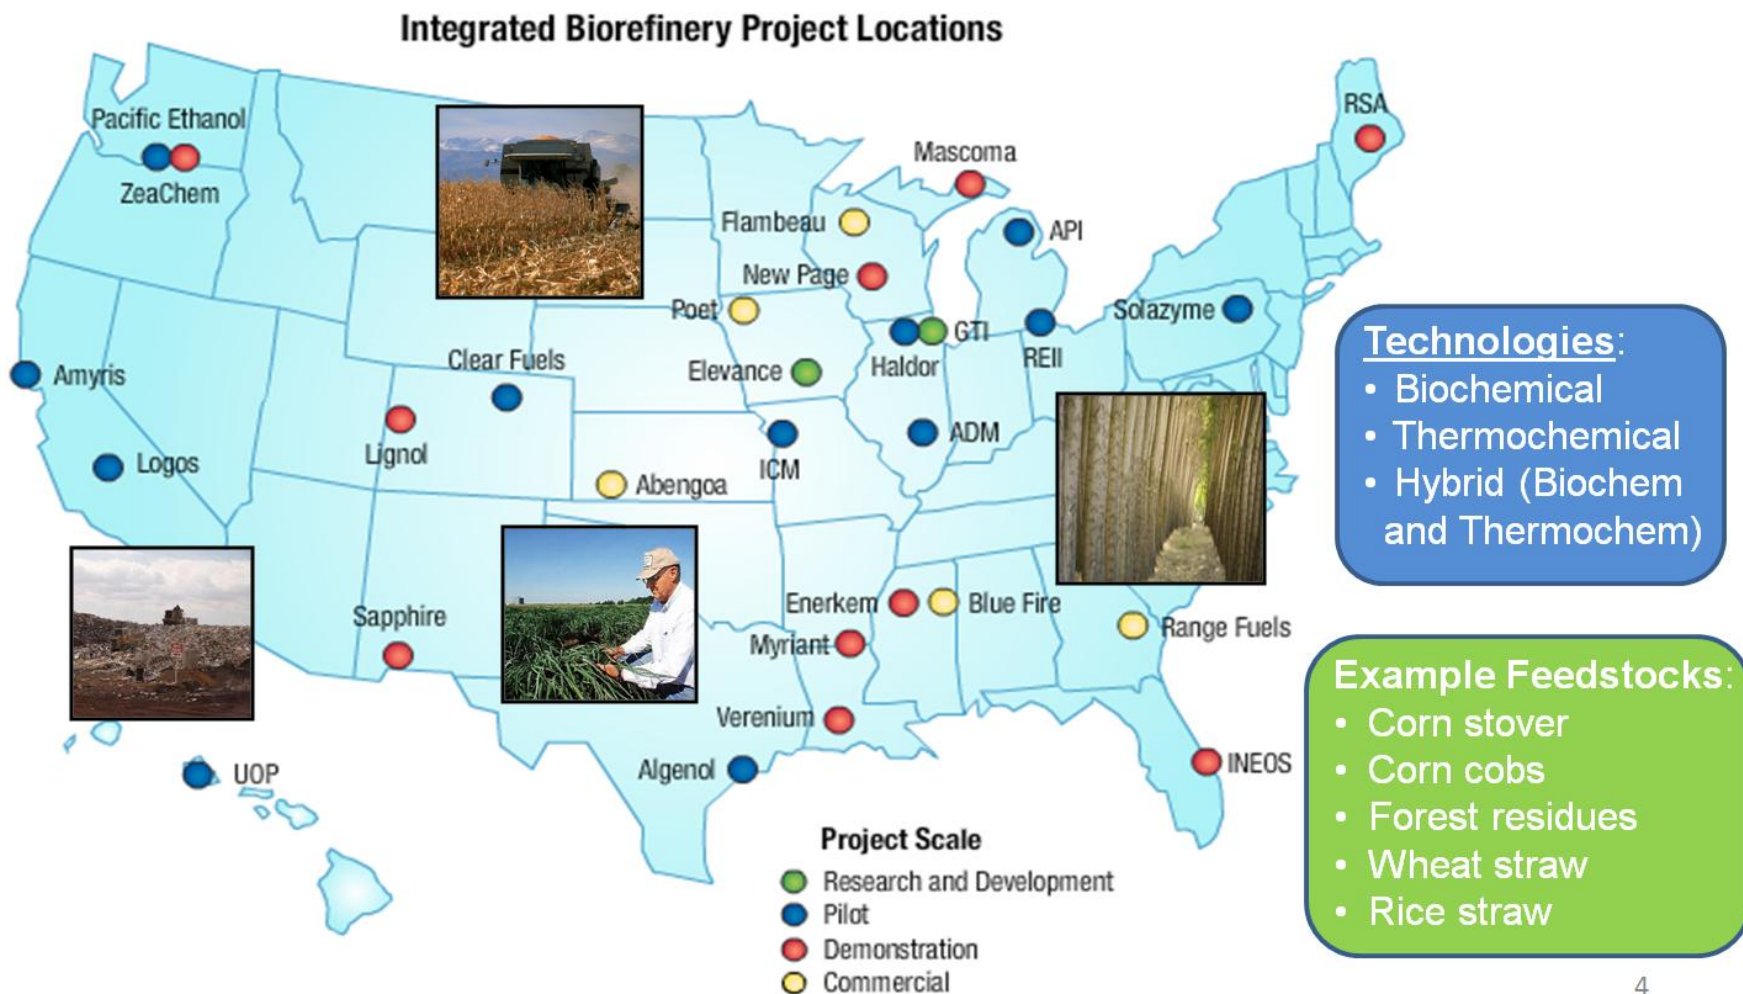 Integrated Biorefinery Project Locations
Pacific Ethanol
ZeaChem
RSA
Mascoma
Flambeau
API
New Page
Poet
Solazyme
GTI
Haldor
REII
Clear Fuels
Elevance
Amyris
Lignol
ADM
Logos
ICM
Abengoa
Enerkem
Blue Fire
Range Fuels
Sapphire
Myriant
Verenium
Algenol
INEOS
UOP
Project Scale
Research and Development
Pilot
Demonstration
Commercial
Technologies:
• Biochemical
• Thermochemical
• Hybrid (Biochem
and Thermochem)
Example Feedstocks:
• Corn stover
• Corn cobs
• Forest residues
• Wheat straw
• Rice straw
4